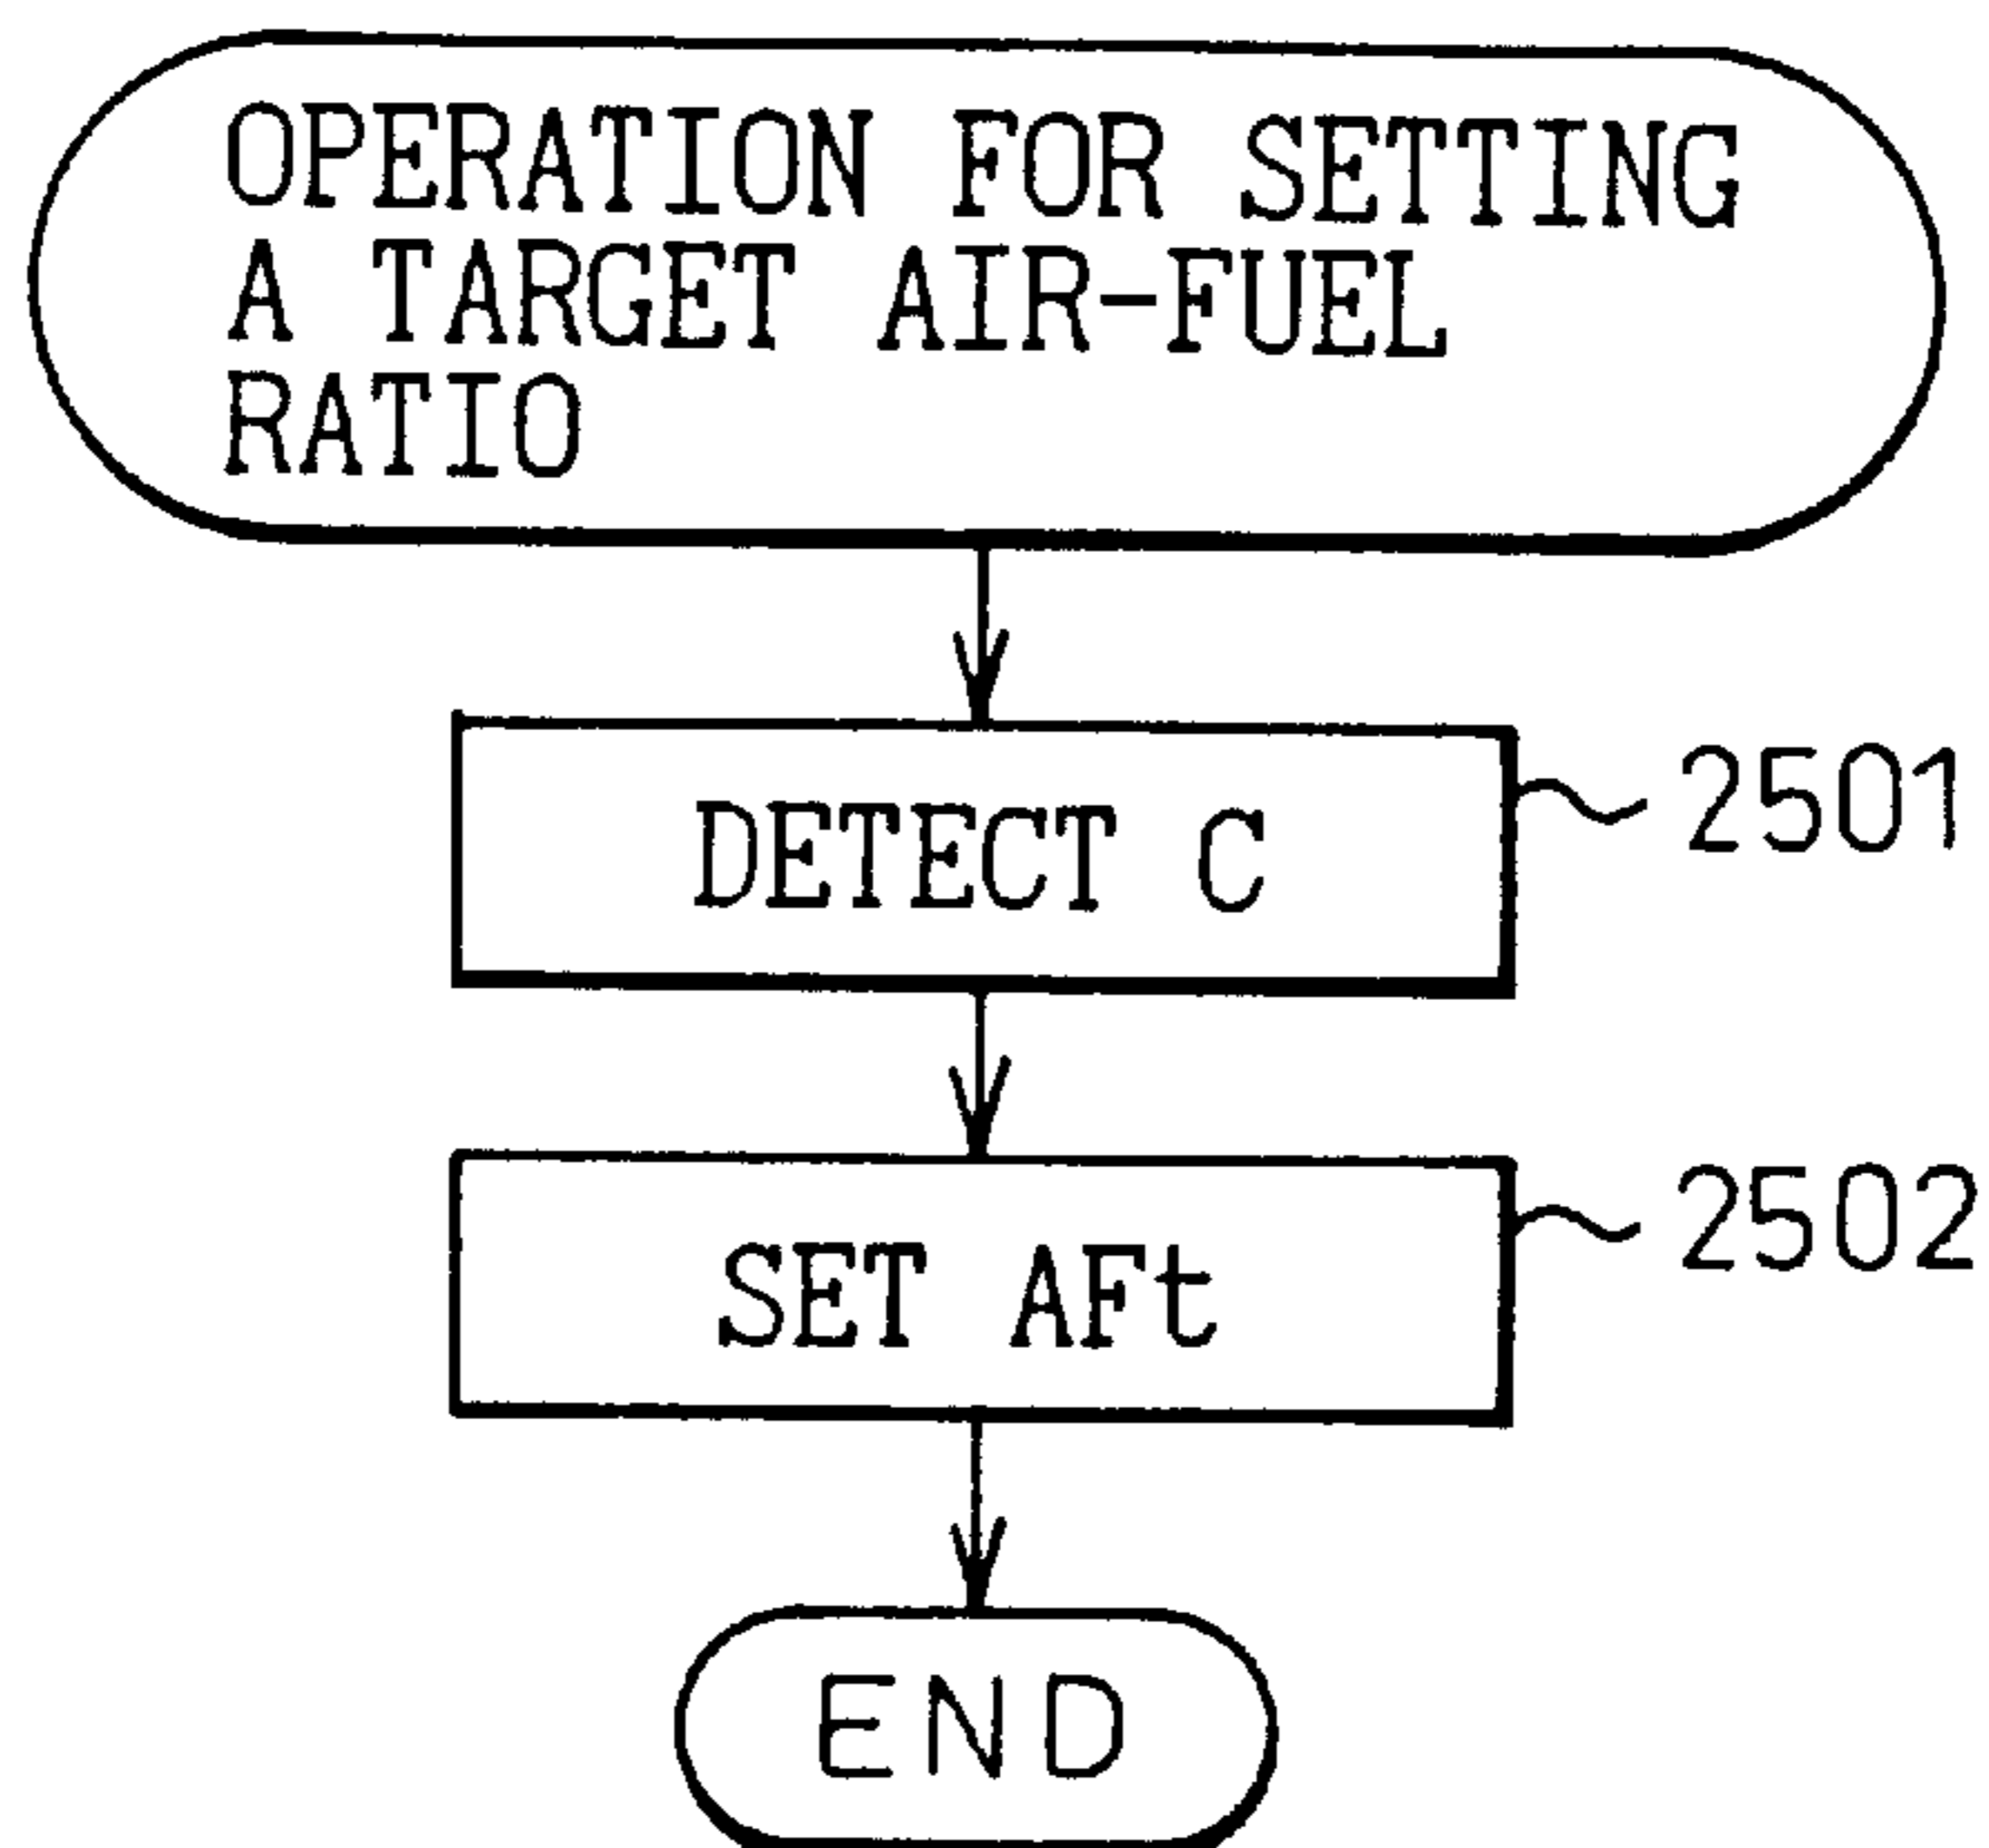 OPERATION FOR SETTING
A TARGET AIR-FUEL
RATIO
DETECT C
2501
SET AFt
2502
END